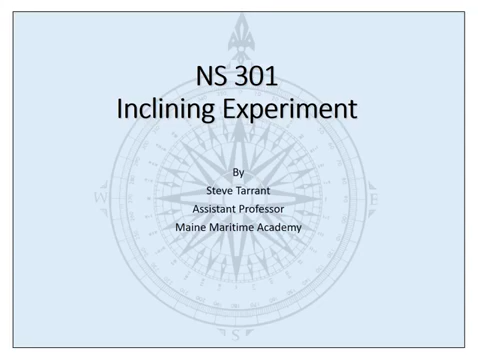 NS 301
Inclining Experiment
By
Steve Tarrant
Assistant Professor
Maine Maritime Academy
W
E
S